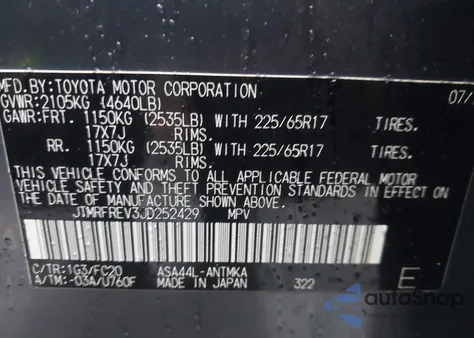 MFD.BY:TOYOTA MOTOR CORPORATION 07/
GVWR:2105KG (4640LB)
GAWR:FRT. 1150KG (2535LB) WITH 225/65R17 TIRES.
17X7J RIMS.
RR. 1150KG (2535LB) WITH 225/65R17 TIRES.
17X7J RIMS.
THIS VEHICLE CONFORMS TO ALL APPLICABLE FEDERAL MOTOR
VEHICLE SAFETY AND THEFT PREVENTION STANDARDS IN EFFECT ON
THE DATE OF MANUFACTURE SHOWN ABOVE.
JTMRFREV3JD252429 MPV
C/TR:1G3/FC20 ASA44L-ANTMKA
A/TM:-03A/U760F MADE IN JAPAN 322 E
autoSnap
Powered by Bidfax